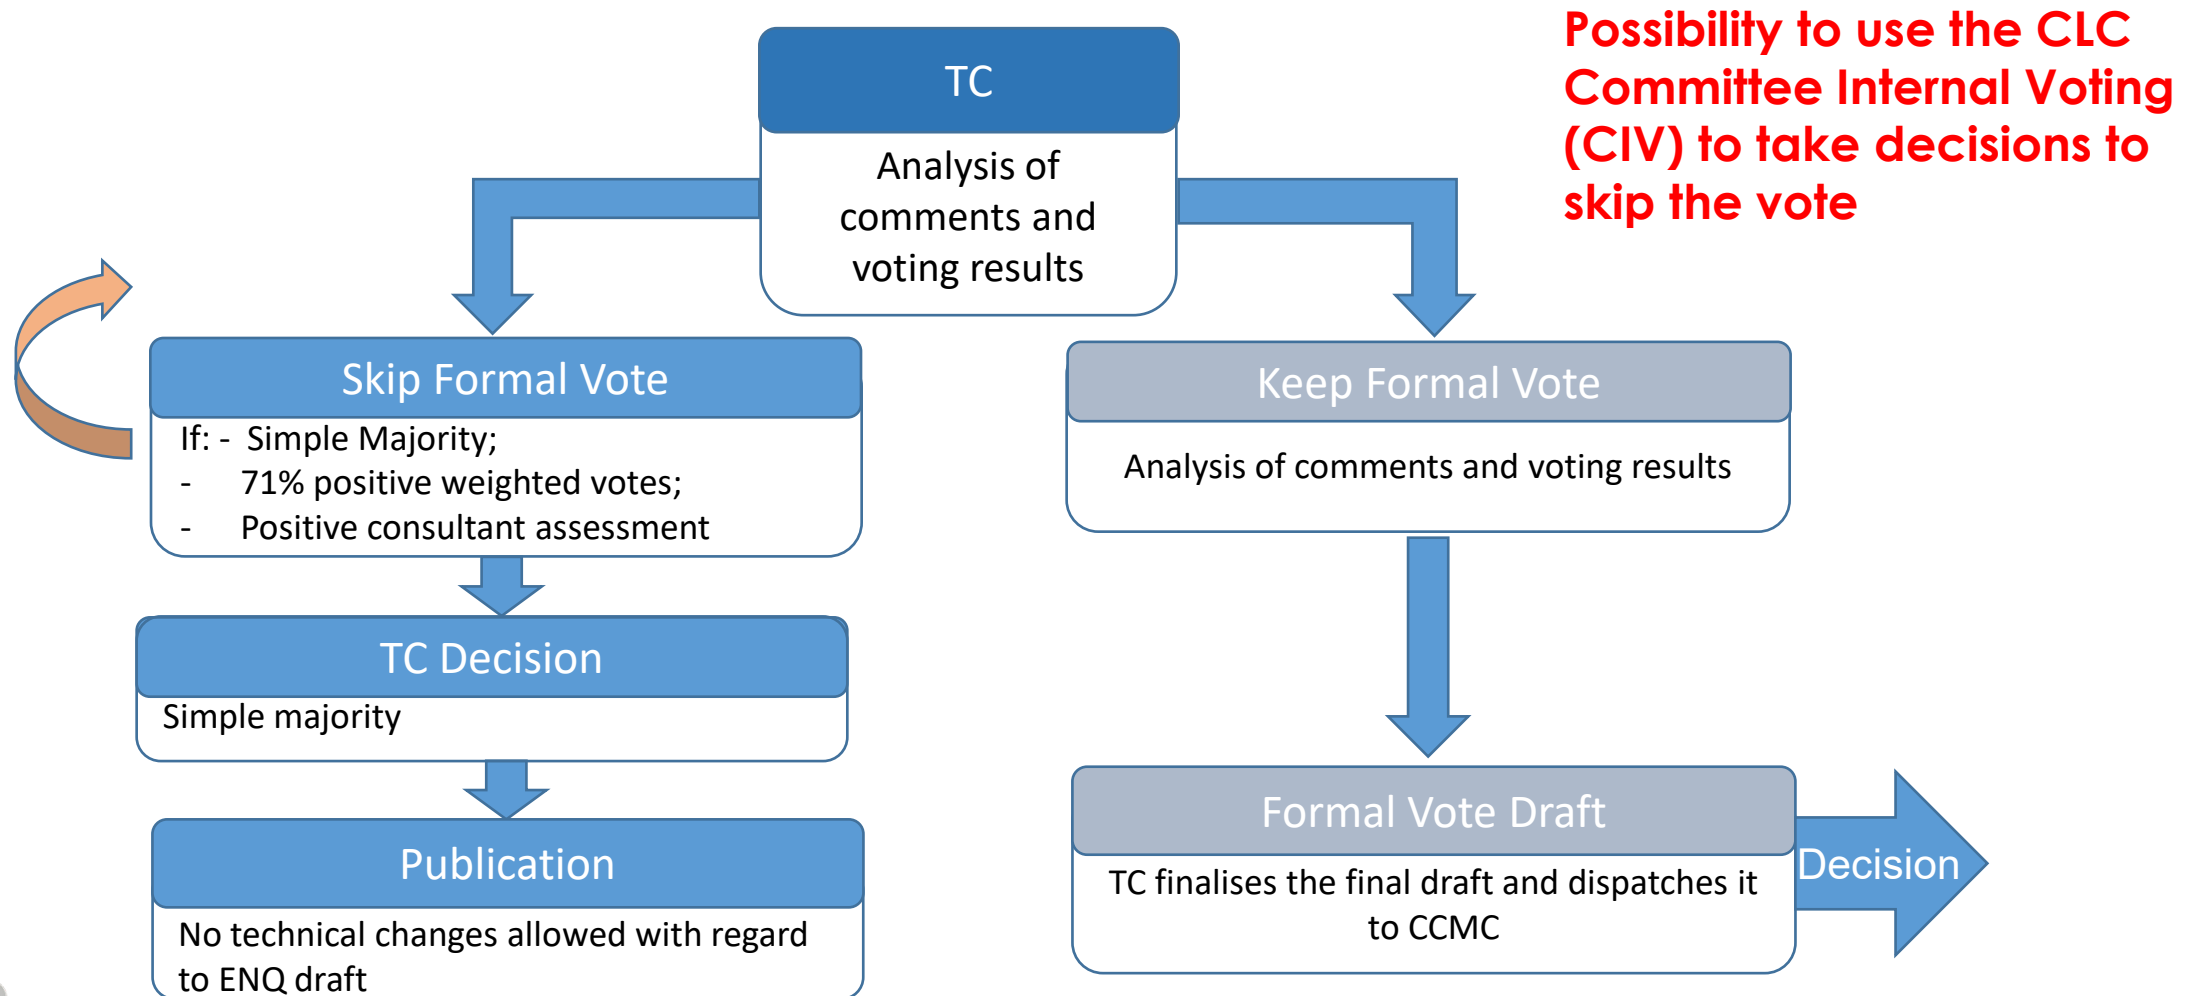 Possibility to use the CLC
Committee Internal Voting
(CIV) to take decisions to
skip the vote
TC
Analysis of
comments and
voting results
Skip Formal Vote
If: - Simple Majority;
- 71% positive weighted votes;
- Positive consultant assessment
TC Decision
Simple majority
Publication
No technical changes allowed with regard
to ENQ draft
Keep Formal Vote
Analysis of comments and voting results
Formal Vote Draft
TC finalises the final draft and dispatches it
to CCMC
Decision